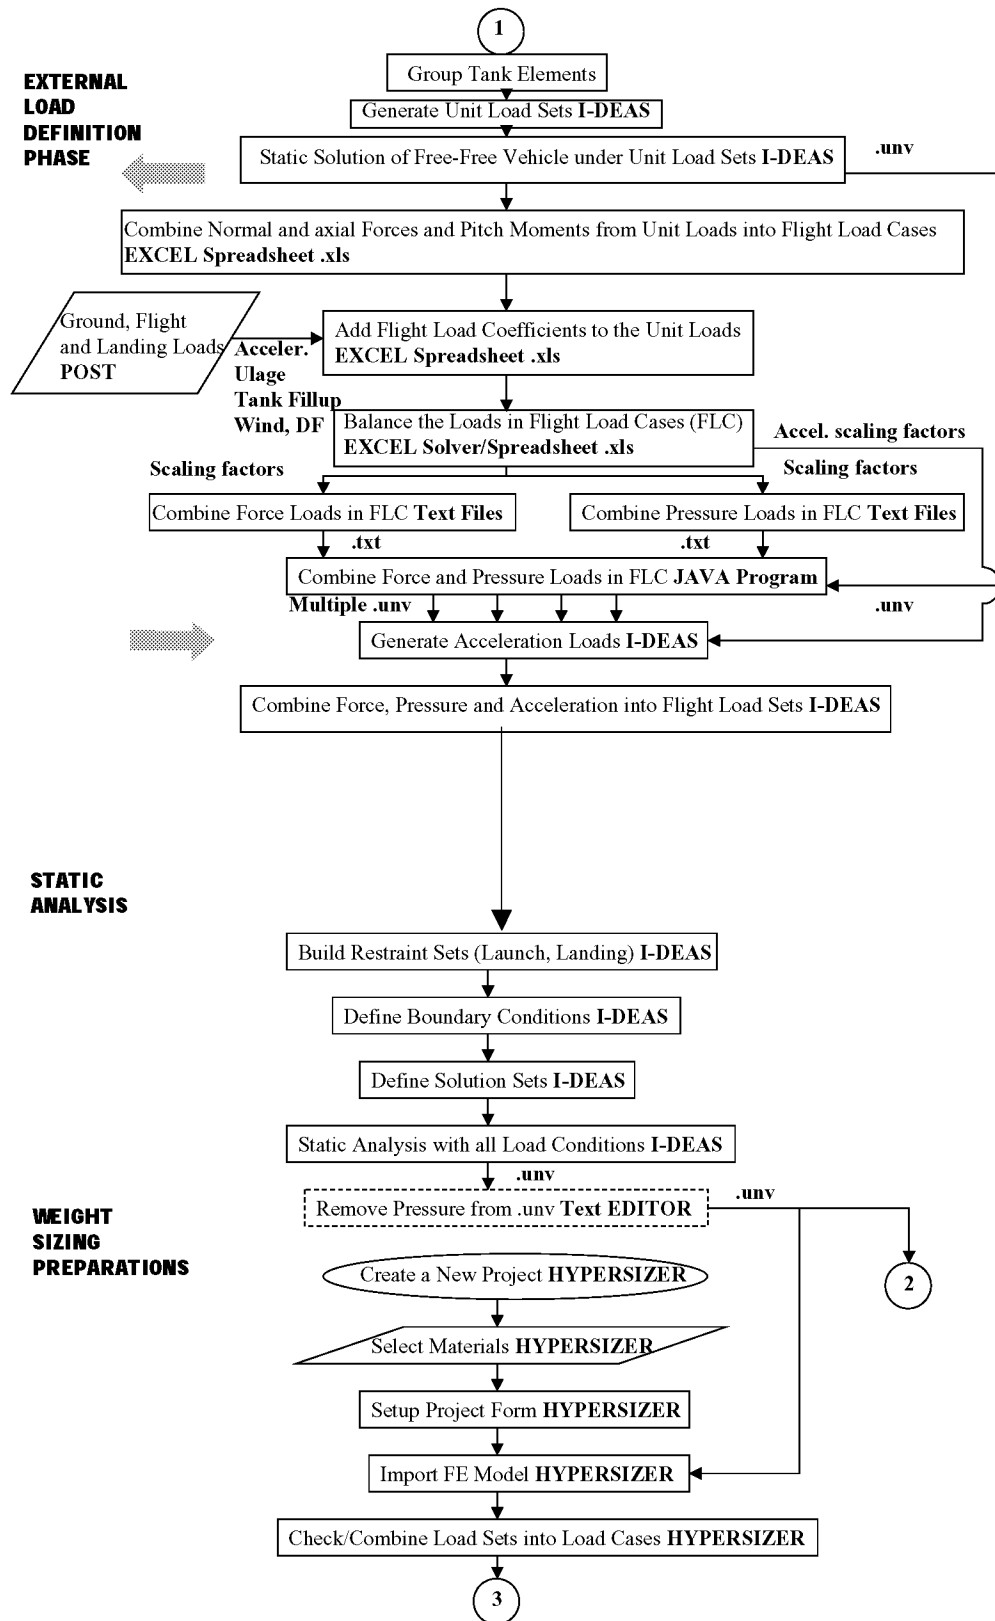 1
Group Tank Elements
EXTERNAL
LOAD
DEFINITION
PHASE
Generate Unit Load Sets I-DEAS
Static Solution of Free-Free Vehicle under Unit Load Sets I-DEAS
.unv
Combine Normal and axial Forces and Pitch Moments from Unit Loads into Flight Load Cases
EXCEL Spreadsheet .xls
Ground, Flight
and Landing Loads
POST
Acceler.
Ulage
Tank Fillup
Wind, DF
Add Flight Load Coefficients to the Unit Loads
EXCEL Spreadsheet .xls
Balance the Loads in Flight Load Cases (FLC)
EXCEL Solver/Spreadsheet .xls
Accel. scaling factors
Scaling factors
Scaling factors
Combine Force Loads in FLC Text Files
Combine Pressure Loads in FLC Text Files
.txt
.txt
Combine Force and Pressure Loads in FLC JAVA Program
Multiple .unv
.unv
Generate Acceleration Loads I-DEAS
Combine Force, Pressure and Acceleration into Flight Load Sets I-DEAS
STATIC
ANALYSIS
Build Restraint Sets (Launch, Landing) I-DEAS
Define Boundary Conditions I-DEAS
Define Solution Sets I-DEAS
Static Analysis with all Load Conditions I-DEAS
.unv
Remove Pressure from .unv Text EDITOR
.unv
WEIGHT
SIZING
PREPARATIONS
Create a New Project HYPERSIZER
2
Select Materials HYPERSIZER
Setup Project Form HYPERSIZER
Import FE Model HYPERSIZER
Check/Combine Load Sets into Load Cases HYPERSIZER
3